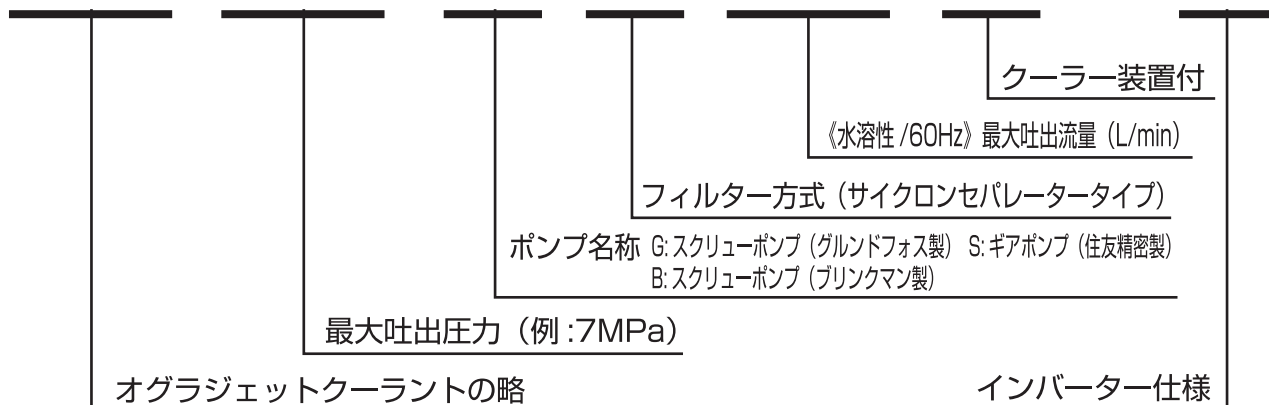 クーラー装置付
《水溶性/60Hz》最大吐出流量(L/min)
フィルター方式(サイクロンセパレータータイプ)
ポンプ名称 G:スクリューポンプ(グルンドフォス製) S:ギアポンプ(住友精密製)
B:スクリューポンプ(ブリンクマン製)
最大吐出圧力(例:7MPa)
オグラジェットクーラントの略 インバーター仕様